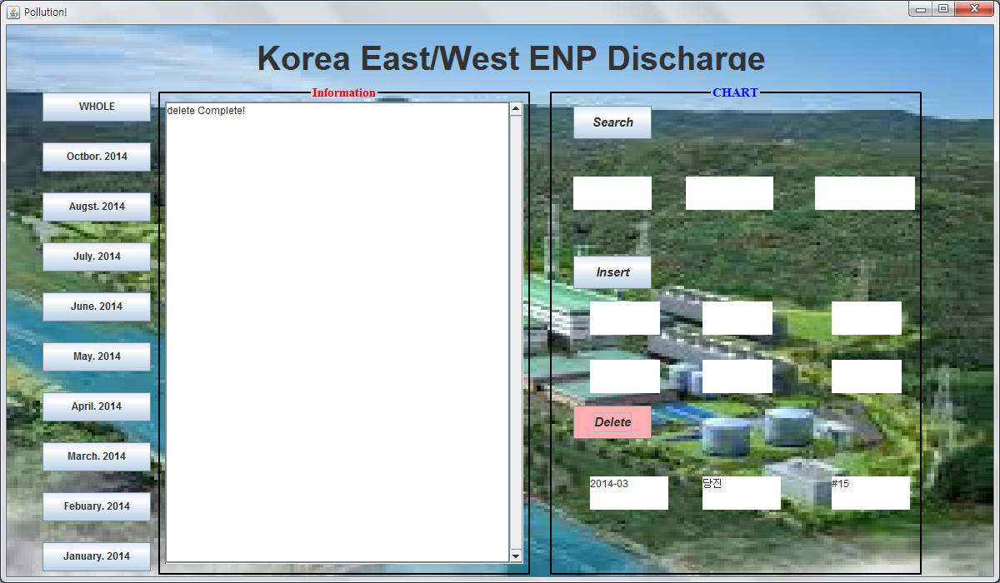 Pollution!
Korea East/West ENP Discharge
Information
CHART
WHOLE
Octbor. 2014
Augst. 2014
July. 2014
June. 2014
May. 2014
April. 2014
March. 2014
Febuary. 2014
January. 2014
delete Complete!
Search
Insert
Delete
2014-03
당진
#15